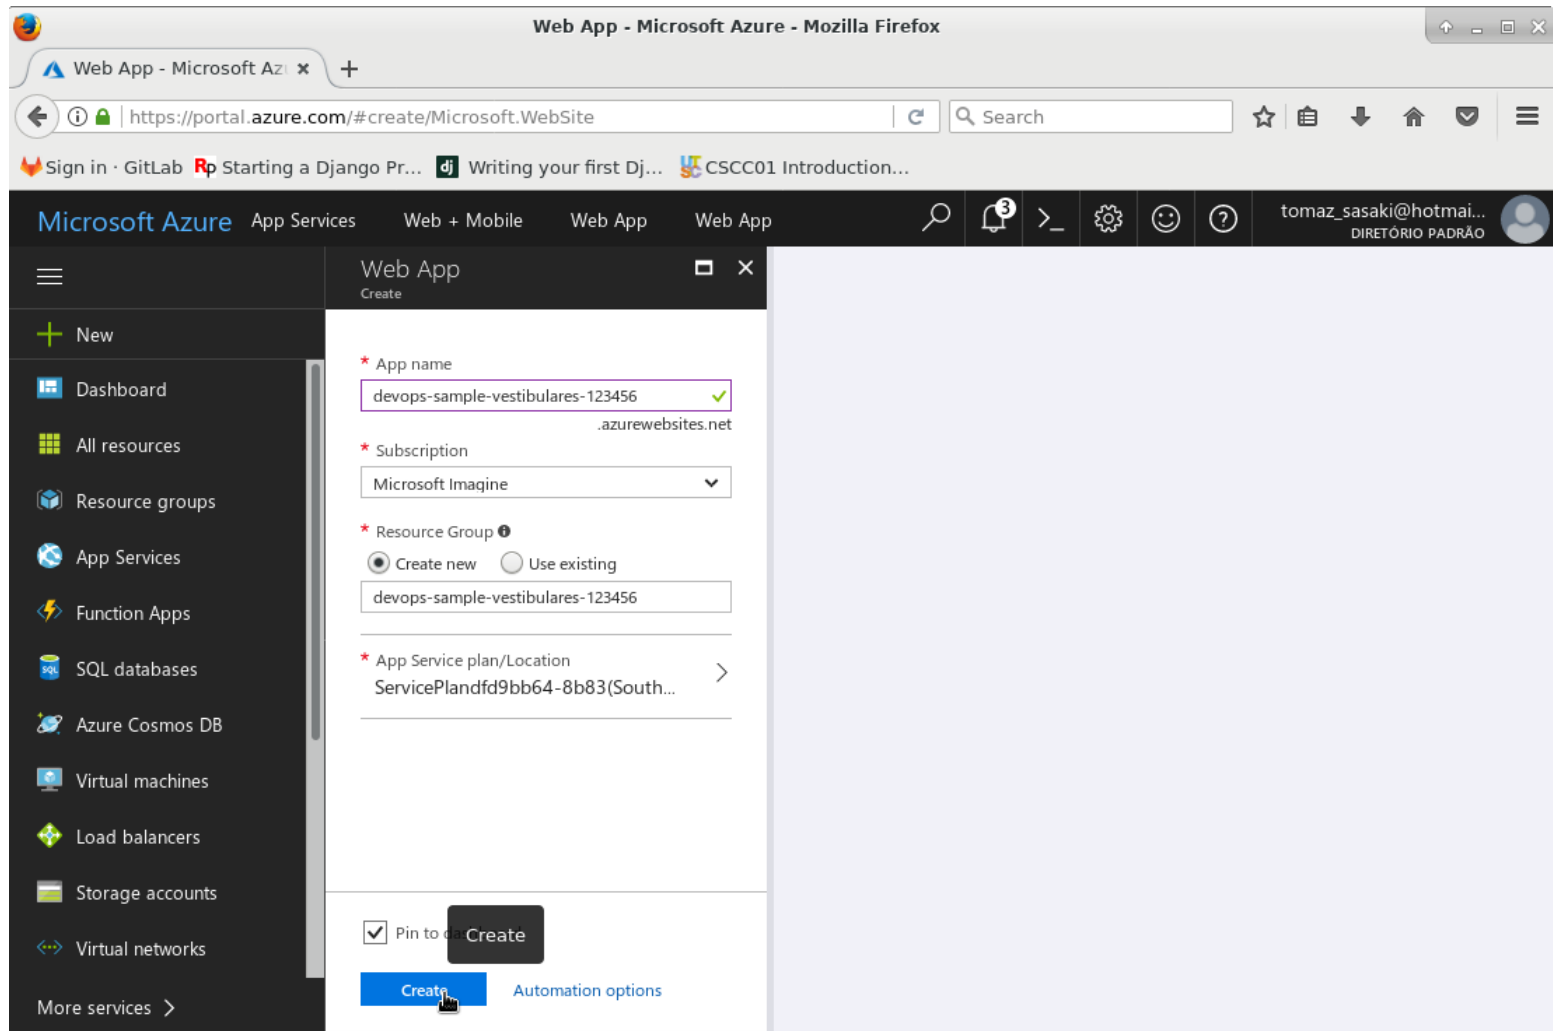 Web App - Microsoft Azure - Mozilla Firefox
Web App - Microsoft Az
https://portal.azure.com/#create/Microsoft.WebSite
Search
Sign in · GitLab
Rp Starting a Django Pr...
dj Writing your first Dj...
CSCC01 Introduction...
Microsoft Azure App Services Web + Mobile Web App Web App
3
tomaz_sasaki@hotmai...
DIRETÓRIO PADRÃO
Web App
Create
New
Dashboard
All resources
Resource groups
App Services
Function Apps
SQL databases
Azure Cosmos DB
Virtual machines
Load balancers
Storage accounts
Virtual networks
More services
* App name
devops-sample-vestibulares-123456
.azurewebsites.net
* Subscription
Microsoft Imagine
* Resource Group
Create new Use existing
devops-sample-vestibulares-123456
* App Service plan/Location
ServicePlandfd9bb64-8b83(South...
Pin to
Create
Create
Automation options